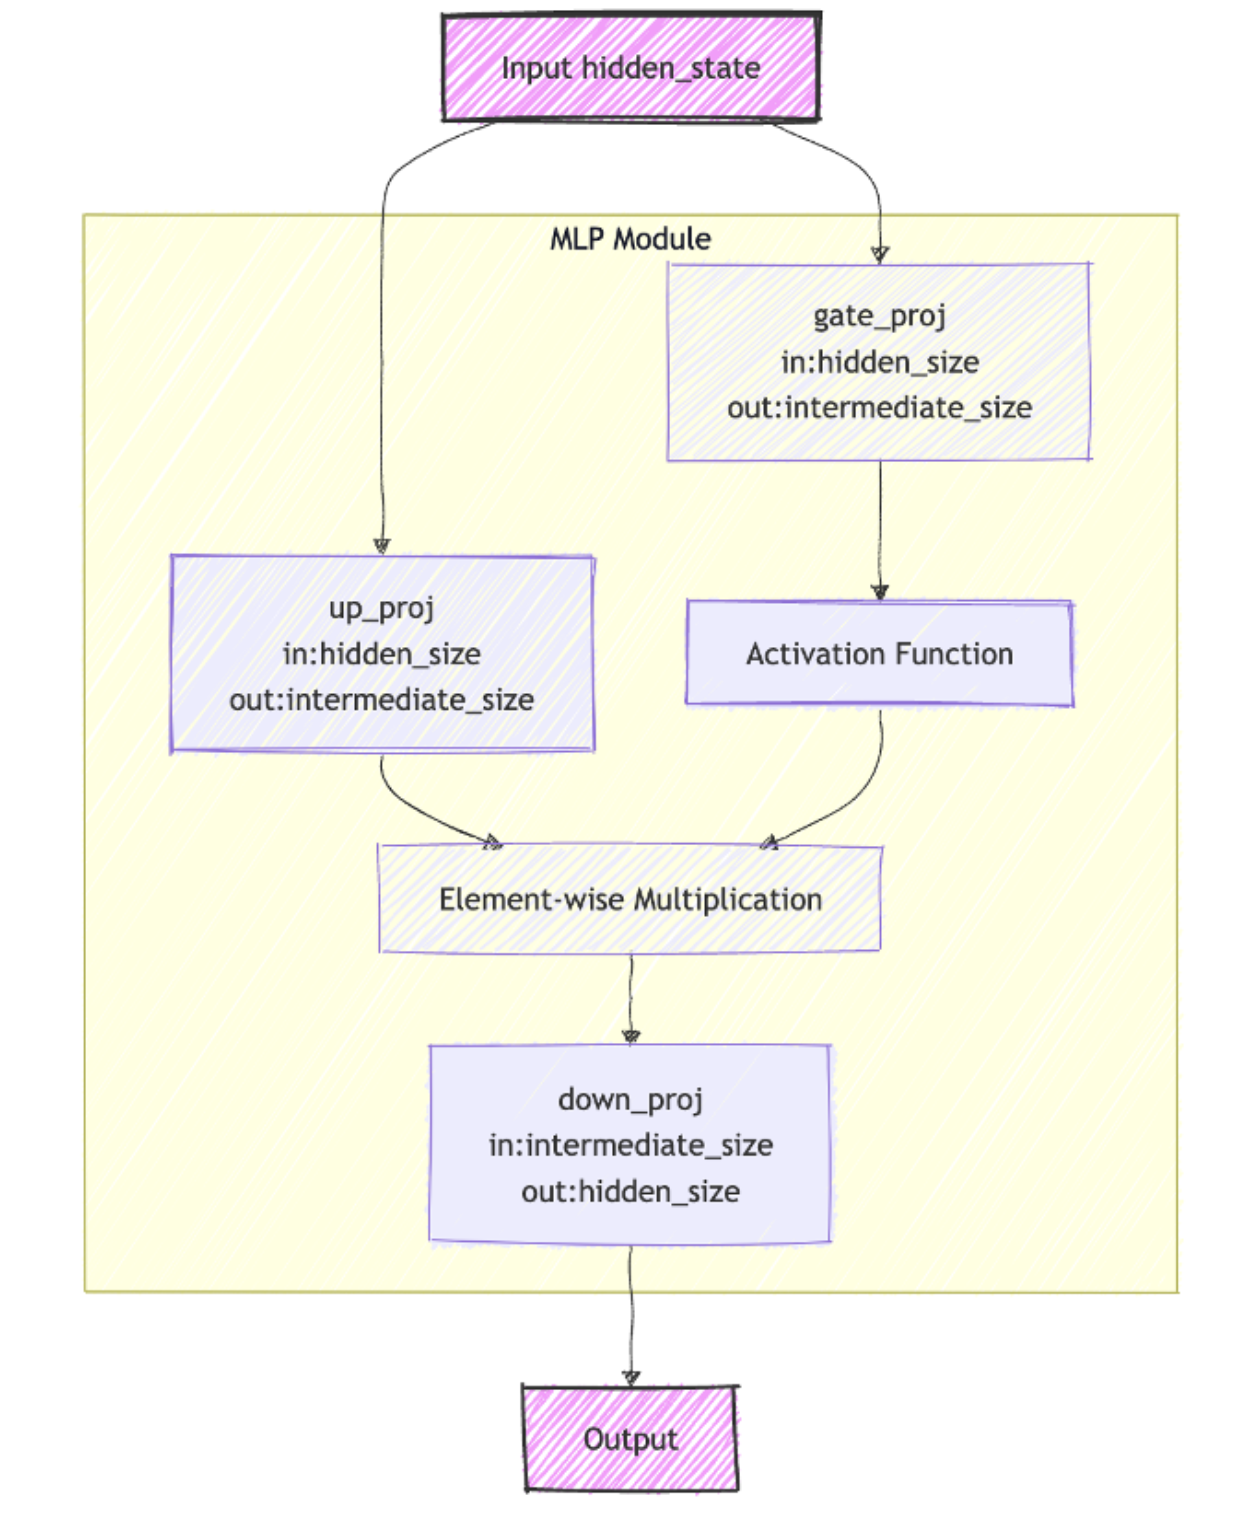 Input hidden_state
MLP Module
gate_proj
in:hidden_size
out:intermediate_size
up_proj
in:hidden_size
out:intermediate_size
Activation Function
Element-wise Multiplication
down_proj
in:intermediate_size
out:hidden_size
Output